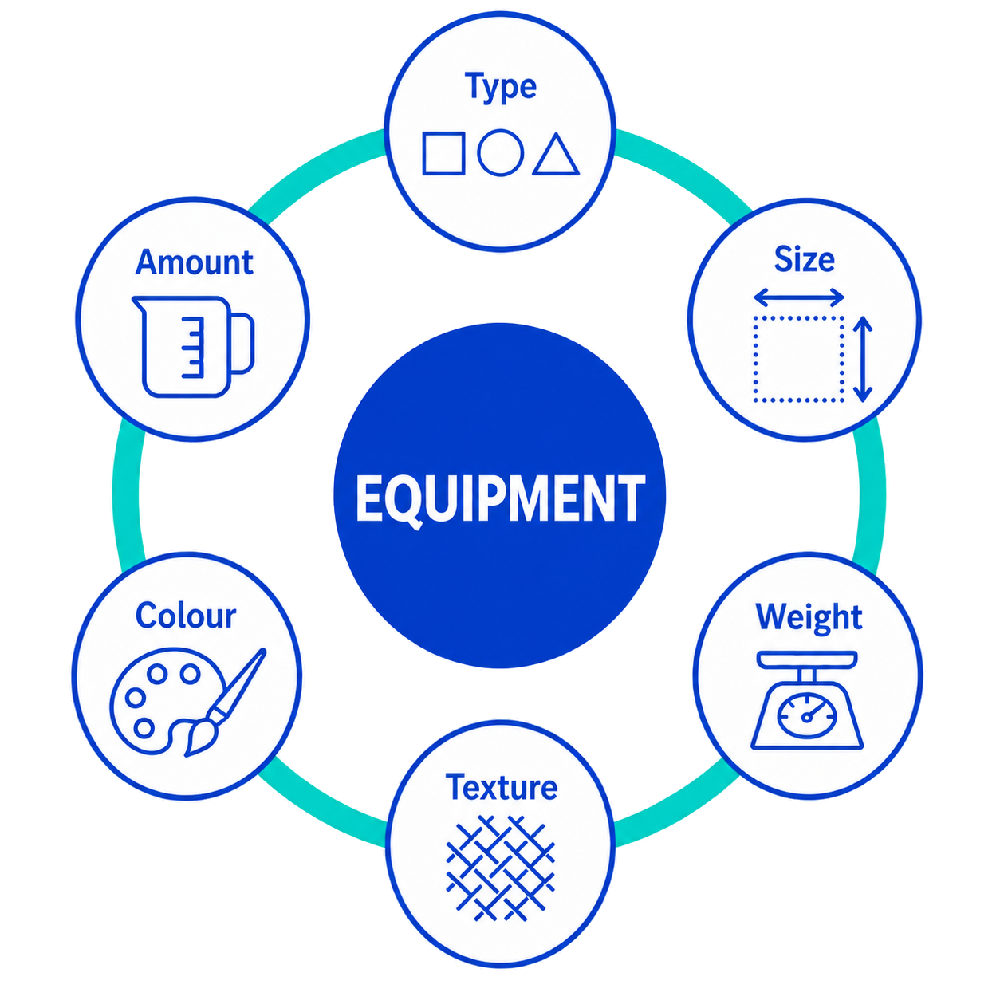 Type
Size
Weight
Texture
Colour
Amount
EQUIPMENT